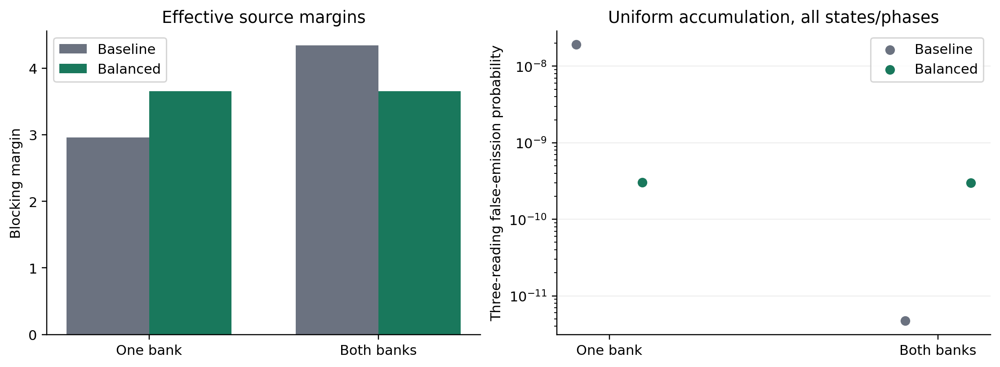 Effective source margins
Baseline
Balanced
Blocking margin
4
3
2
1
0
One bank
Both banks
Uniform accumulation, all states/phases
Baseline
Balanced
Three-reading false-emission probability
10⁻⁸
10⁻⁹
10⁻¹⁰
10⁻¹¹
One bank
Both banks